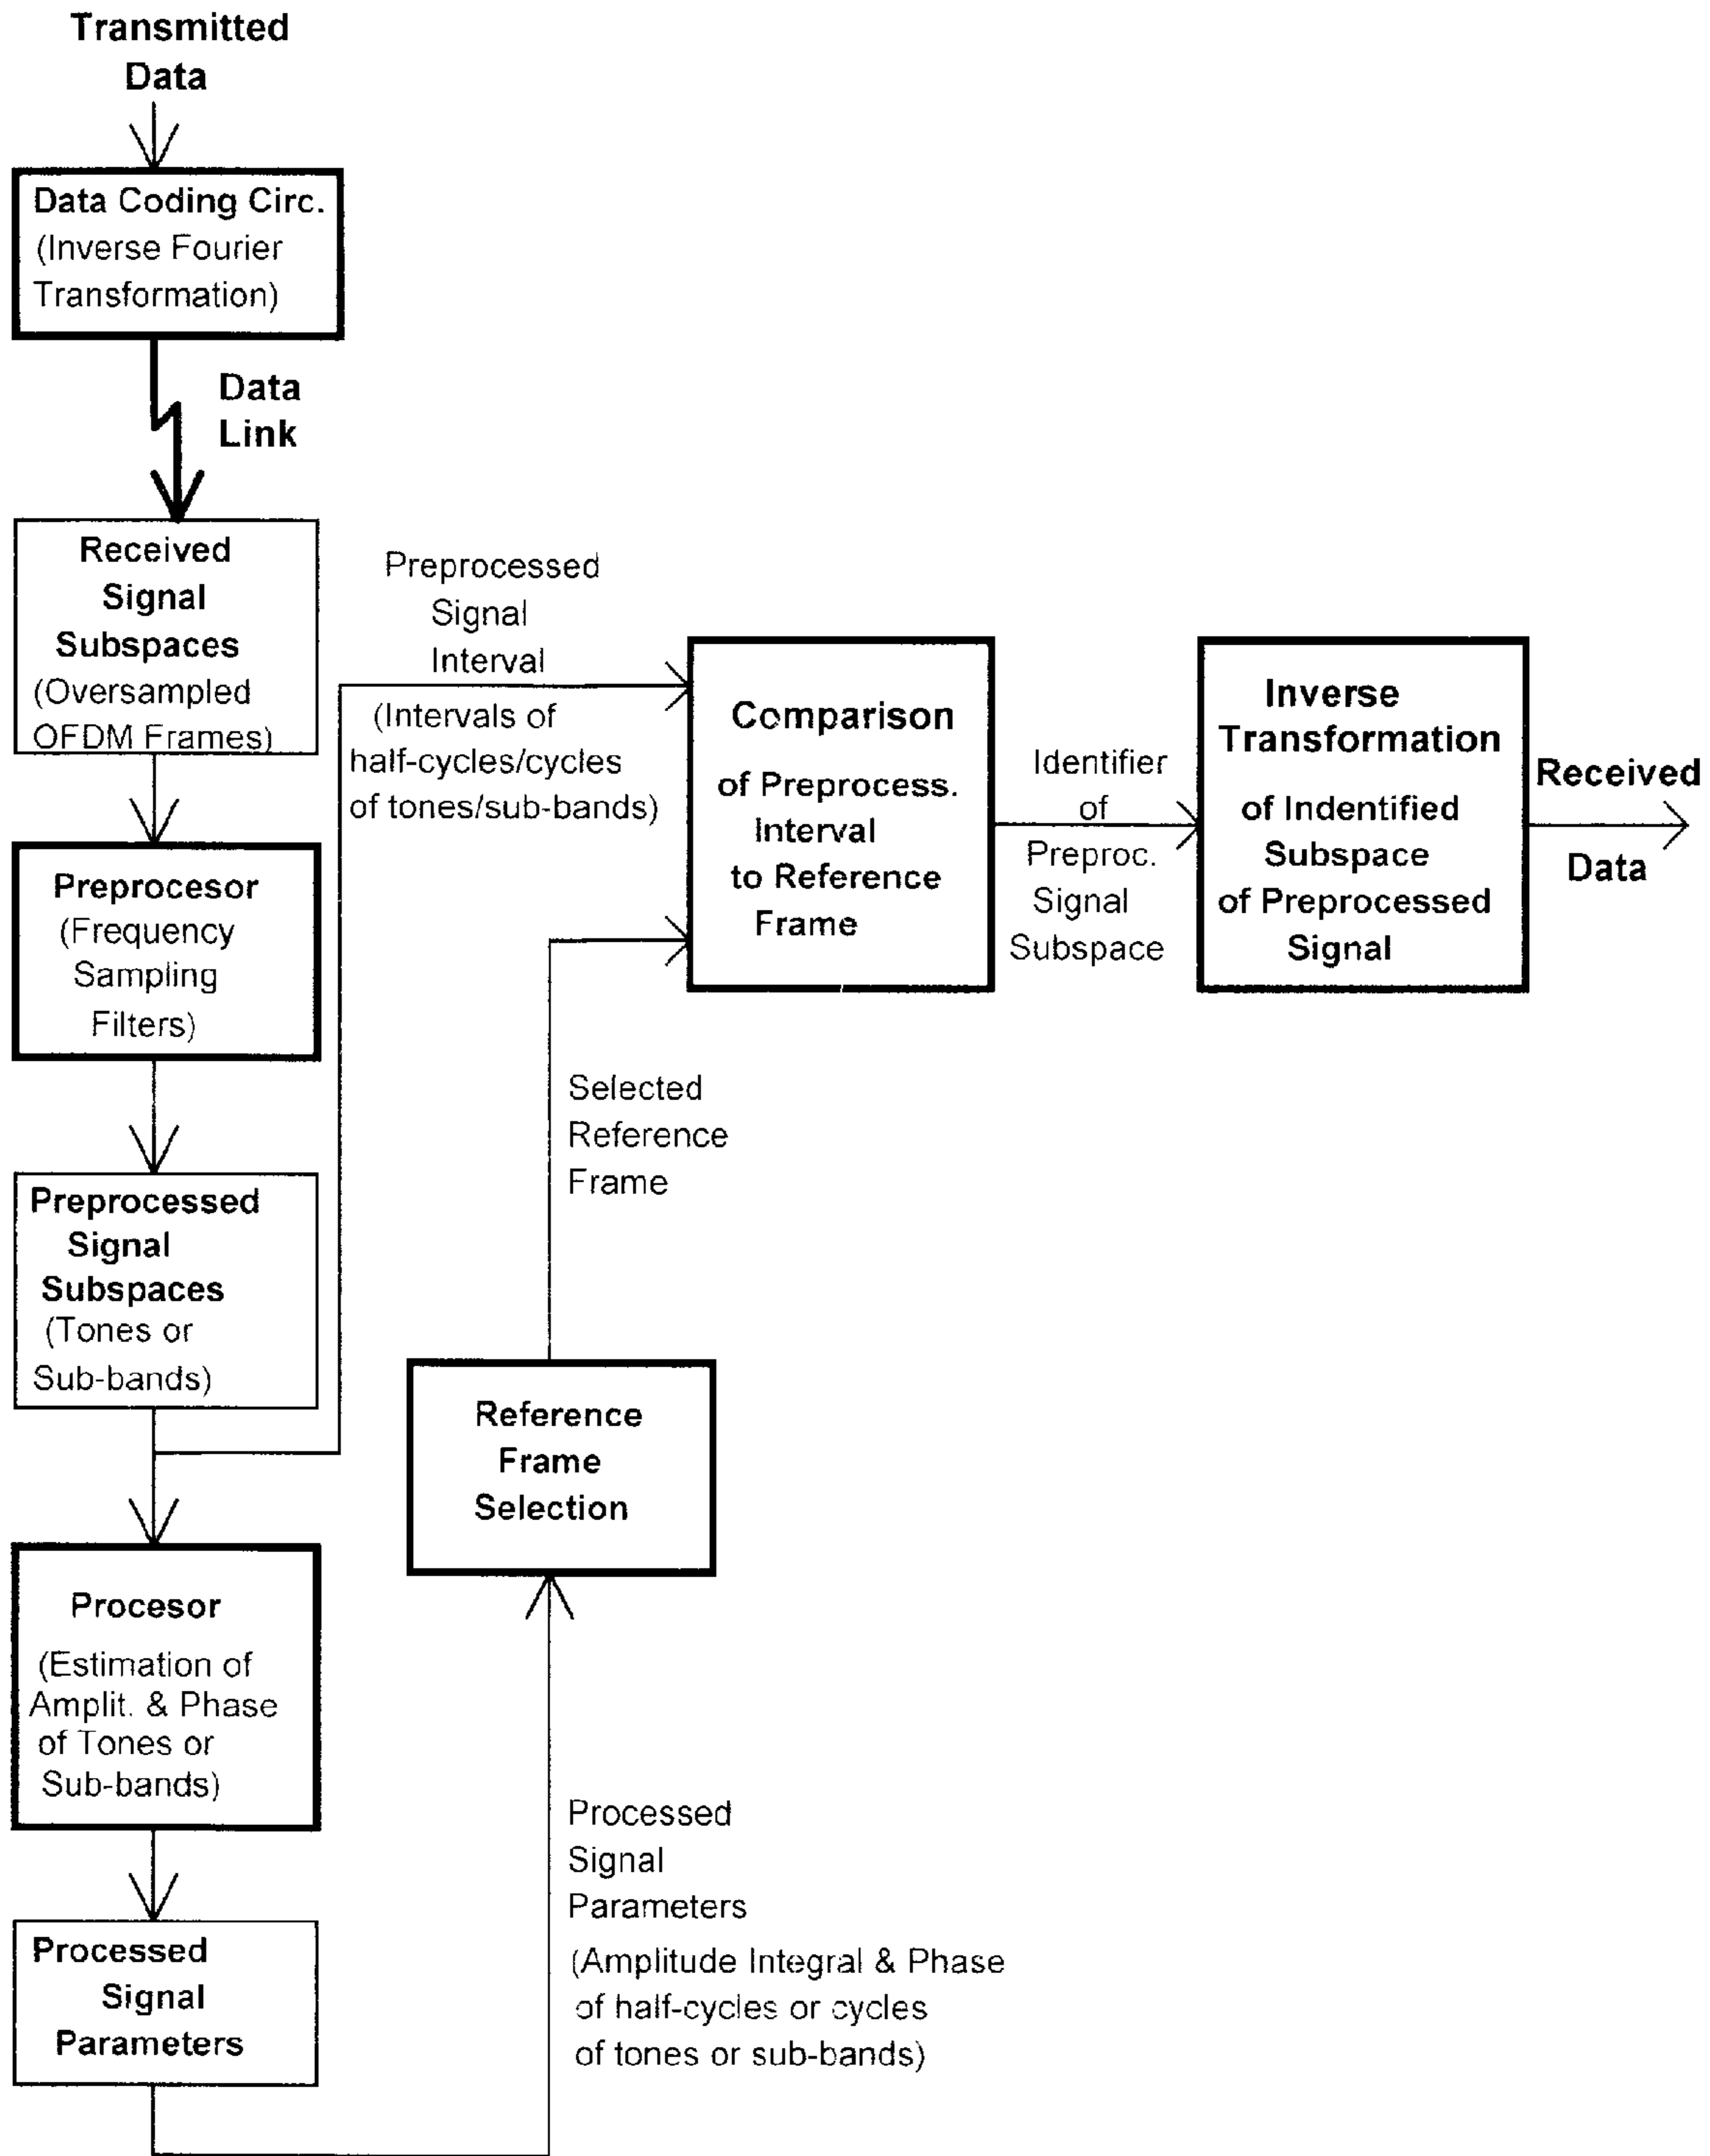 Transmitted
Data
Data Coding Circ.
(Inverse Fourier
Transformation)
Data
Link
Received
Signal
Subspaces
(Oversampled
OFDM Frames)
Preprocesor
(Frequency
Sampling
Filters)
Preprocessed
Signal
Subspaces
(Tones or
Sub-bands)
Procesor
(Estimation of
Amplit. & Phase
of Tones or
Sub-bands)
Processed
Signal
Parameters
Preprocessed
Signal
Interval
(Intervals of
half-cycles/cycles
of tones/sub-bands)
Processed
Signal
Parameters
(Amplitude Integral & Phase
of half-cycles or cycles
of tones or sub-bands)
Reference
Frame
Selection
Selected
Reference
Frame
Comparison
of Preprocess.
Interval
to Reference
Frame
Identifier
of
Preproc.
Signal
Subspace
Inverse
Transformation
of Indentified
Subspace
of Preprocessed
Signal
Received
Data